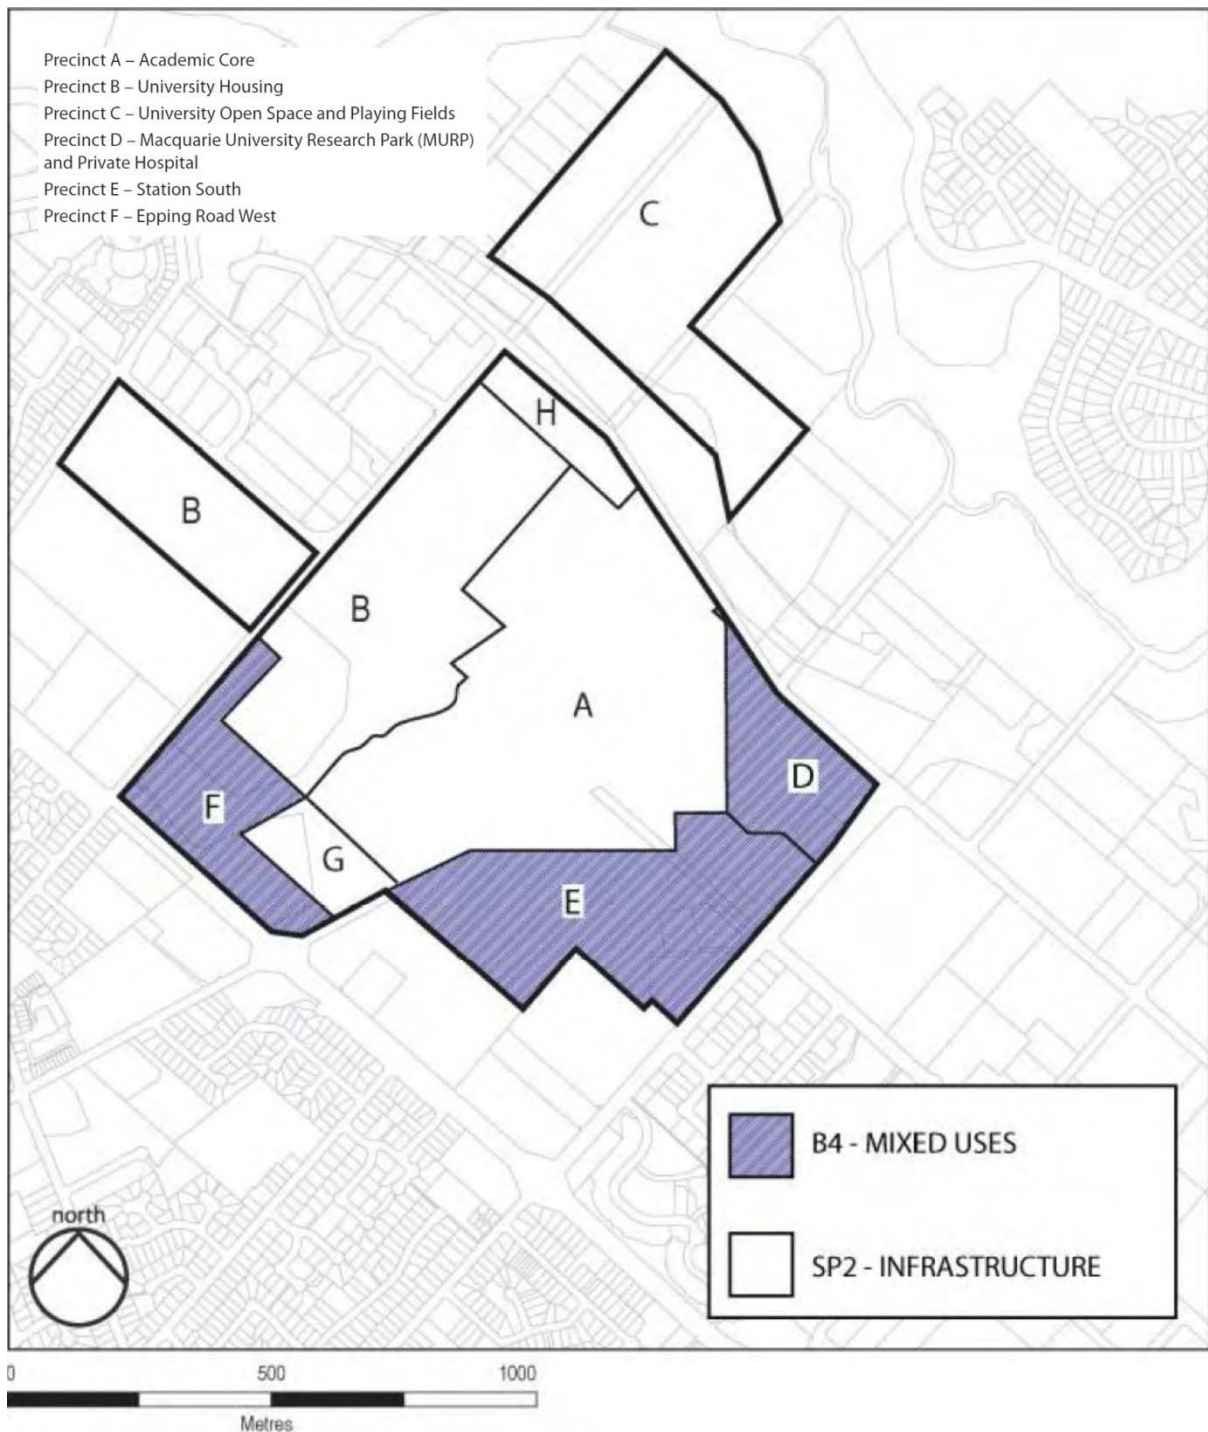 Precinct A – Academic Core
Precinct B – University Housing
Precinct C – University Open Space and Playing Fields
Precinct D – Macquarie University Research Park (MURP)
and Private Hospital
Precinct E – Station South
Precinct F – Epping Road West
C
H
B
B
A
D
F
G
E
B4 - MIXED USES
SP2 - INFRASTRUCTURE
north
0 500 1000
Metres